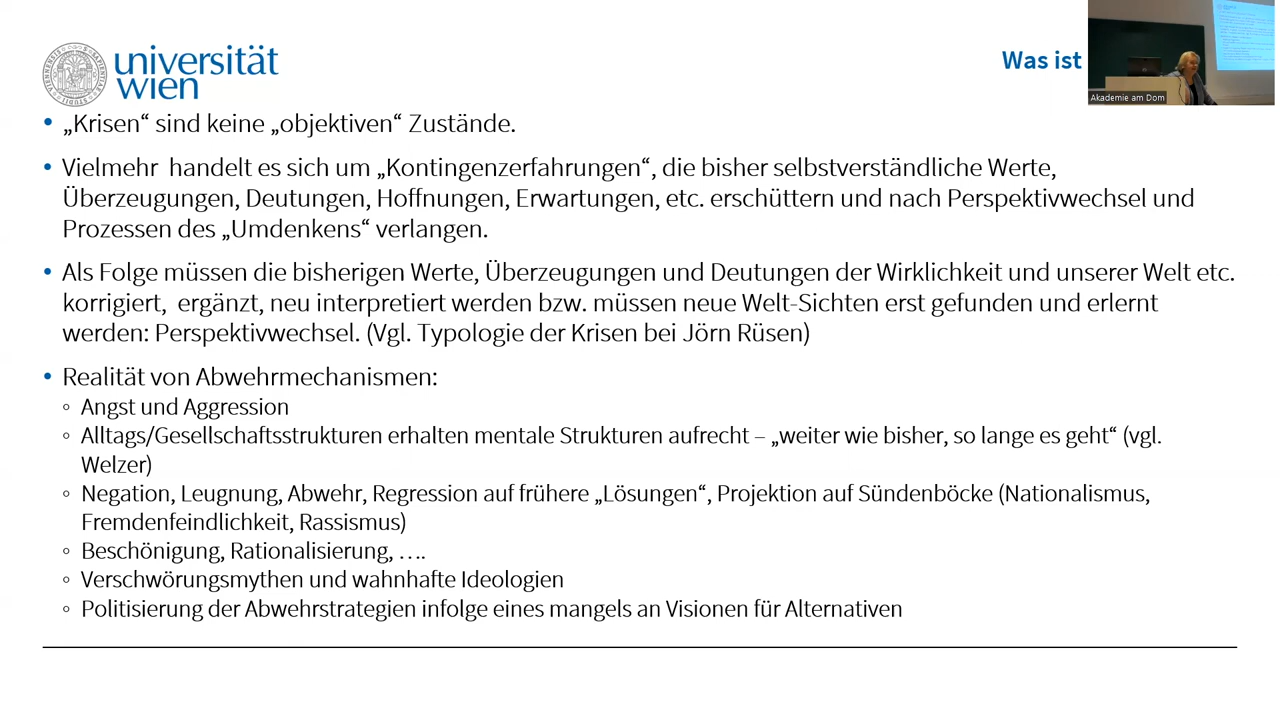 universität
wien
Was ist
Akademie am Dom
• „Krisen“ sind keine „objektiven“ Zustände.
• Vielmehr handelt es sich um „Kontingenzerfahrungen“, die bisher selbstverständliche Werte,
Überzeugungen, Deutungen, Hoffnungen, Erwartungen, etc. erschüttern und nach Perspektivwechsel und
Prozessen des „Umdenkens“ verlangen.
• Als Folge müssen die bisherigen Werte, Überzeugungen und Deutungen der Wirklichkeit und unserer Welt etc.
korrigiert, ergänzt, neu interpretiert werden bzw. müssen neue Welt-Sichten erst gefunden und erlernt
werden: Perspektivwechsel. (Vgl. Typologie der Krisen bei Jörn Rüsen)
• Realität von Abwehrmechanismen:
◦ Angst und Aggression
◦ Alltags/Gesellschaftsstrukturen erhalten mentale Strukturen aufrecht – „weiter wie bisher, so lange es geht“ (vgl.
Welzer)
◦ Negation, Leugnung, Abwehr, Regression auf frühere „Lösungen“, Projektion auf Sündenböcke (Nationalismus,
Fremdenfeindlichkeit, Rassismus)
◦ Beschönigung, Rationalisierung, ….
◦ Verschwörungsmythen und wahnhafte Ideologien
◦ Politisierung der Abwehrstrategien infolge eines mangels an Visionen für Alternativen